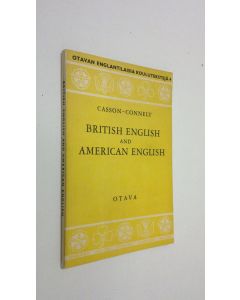 OTAVAN ENGLANTILAISIA KOULUTEKSTEJÄ 4
CASSON–CONNELY
BRITISH ENGLISH
AND
AMERICAN ENGLISH
OTAVA